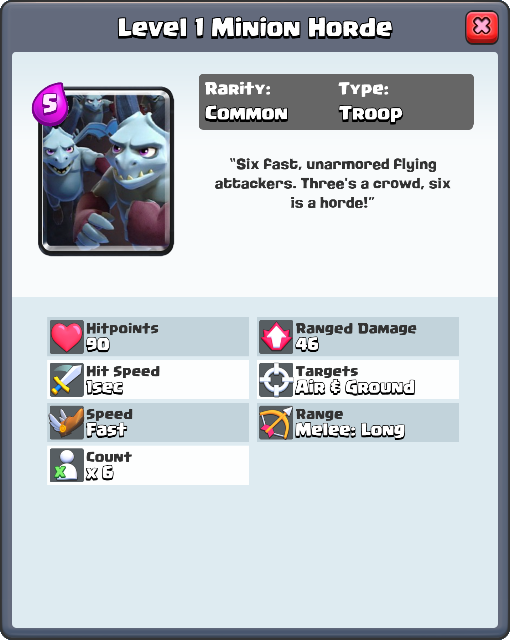 Level 1 Minion Horde
5
Rarity: Type:
Common Troop
"Six fast, unarmored flying
attackers. Three's a crowd, six
is a horde!"
Hitpoints
90
Ranged Damage
46
Hit Speed
1sec
Targets
Air & Ground
Speed
Fast
Range
Melee: Long
Count
x 6